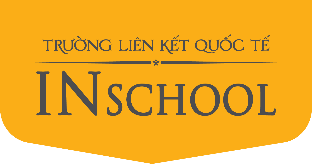 TRƯỜNG LIÊN KẾT QUỐC TẾ
INSCHOOL